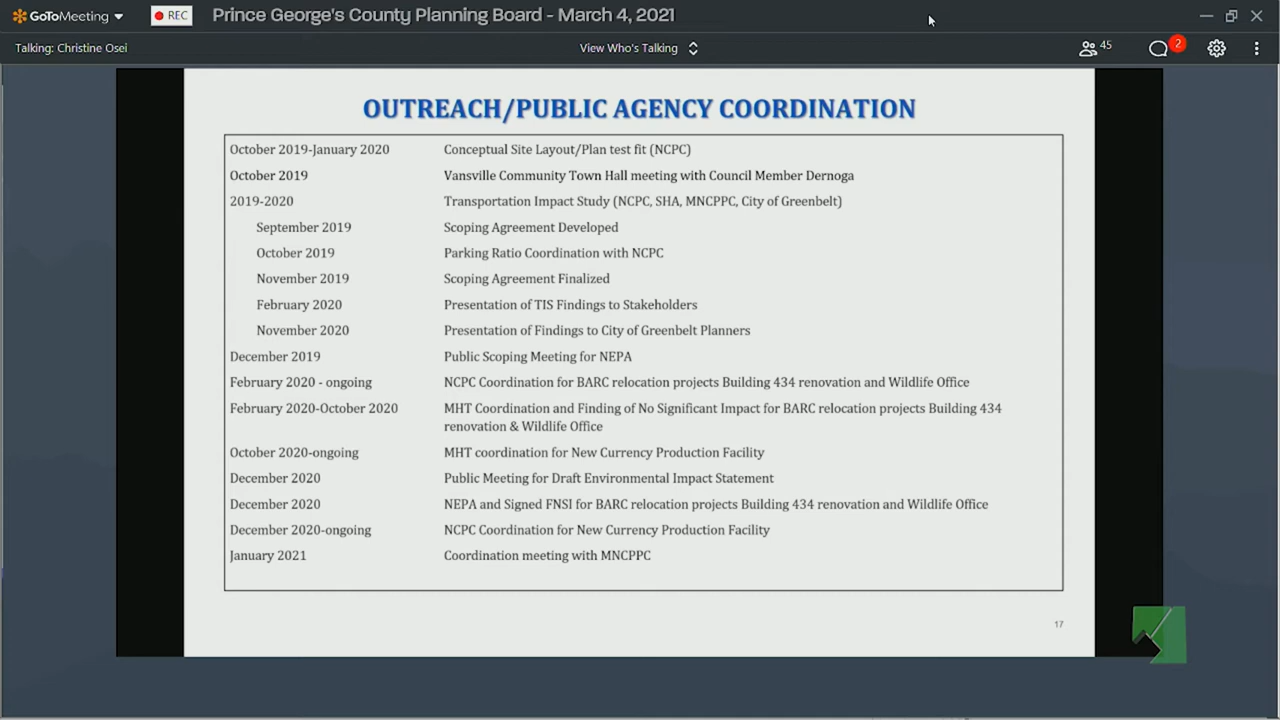 GoToMeeting
REC
Prince George's County Planning Board - March 4, 2021
Talking: Christine Osei
View Who's Talking
45
2
OUTREACH/PUBLIC AGENCY COORDINATION
October 2019-January 2020 Conceptual Site Layout/Plan test fit (NCPC)
October 2019 Vansville Community Town Hall meeting with Council Member Dernoga
2019-2020 Transportation Impact Study (NCPC, SHA, MNCPPC, City of Greenbelt)
September 2019 Scoping Agreement Developed
October 2019 Parking Ratio Coordination with NCPC
November 2019 Scoping Agreement Finalized
February 2020 Presentation of TIS Findings to Stakeholders
November 2020 Presentation of Findings to City of Greenbelt Planners
December 2019 Public Scoping Meeting for NEPA
February 2020 - ongoing NCPC Coordination for BARC relocation projects Building 434 renovation and Wildlife Office
February 2020-October 2020 MHT Coordination and Finding of No Significant Impact for BARC relocation projects Building 434
renovation & Wildlife Office
October 2020-ongoing MHT coordination for New Currency Production Facility
December 2020 Public Meeting for Draft Environmental Impact Statement
December 2020 NEPA and Signed FNSI for BARC relocation projects Building 434 renovation and Wildlife Office
December 2020-ongoing NCPC Coordination for New Currency Production Facility
January 2021 Coordination meeting with MNCPPC
17